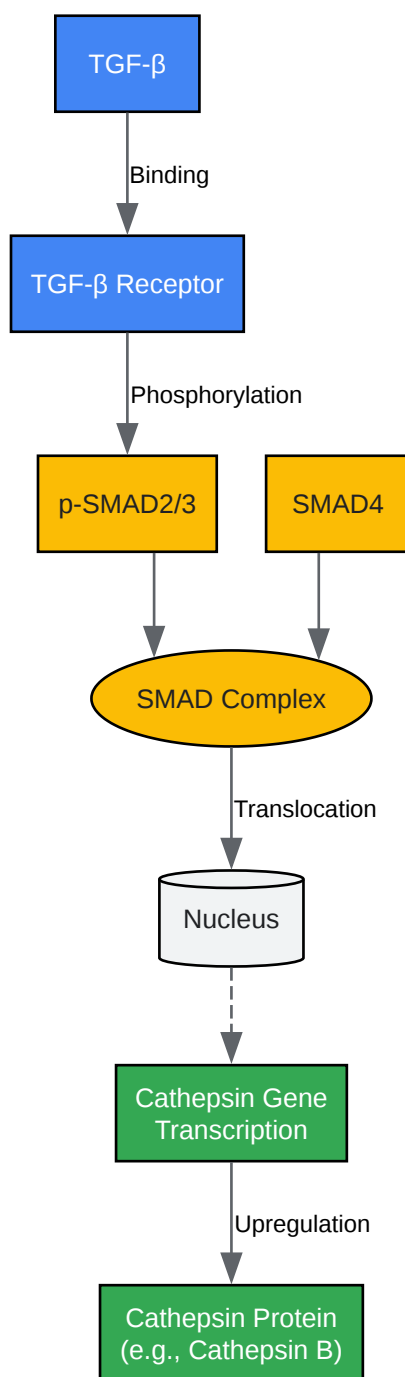 TGF-β
Binding
TGF-β Receptor
Phosphorylation
p-SMAD2/3
SMAD4
SMAD Complex
Translocation
Nucleus
Cathepsin Gene
Transcription
Upregulation
Cathepsin Protein
(e.g., Cathepsin B)